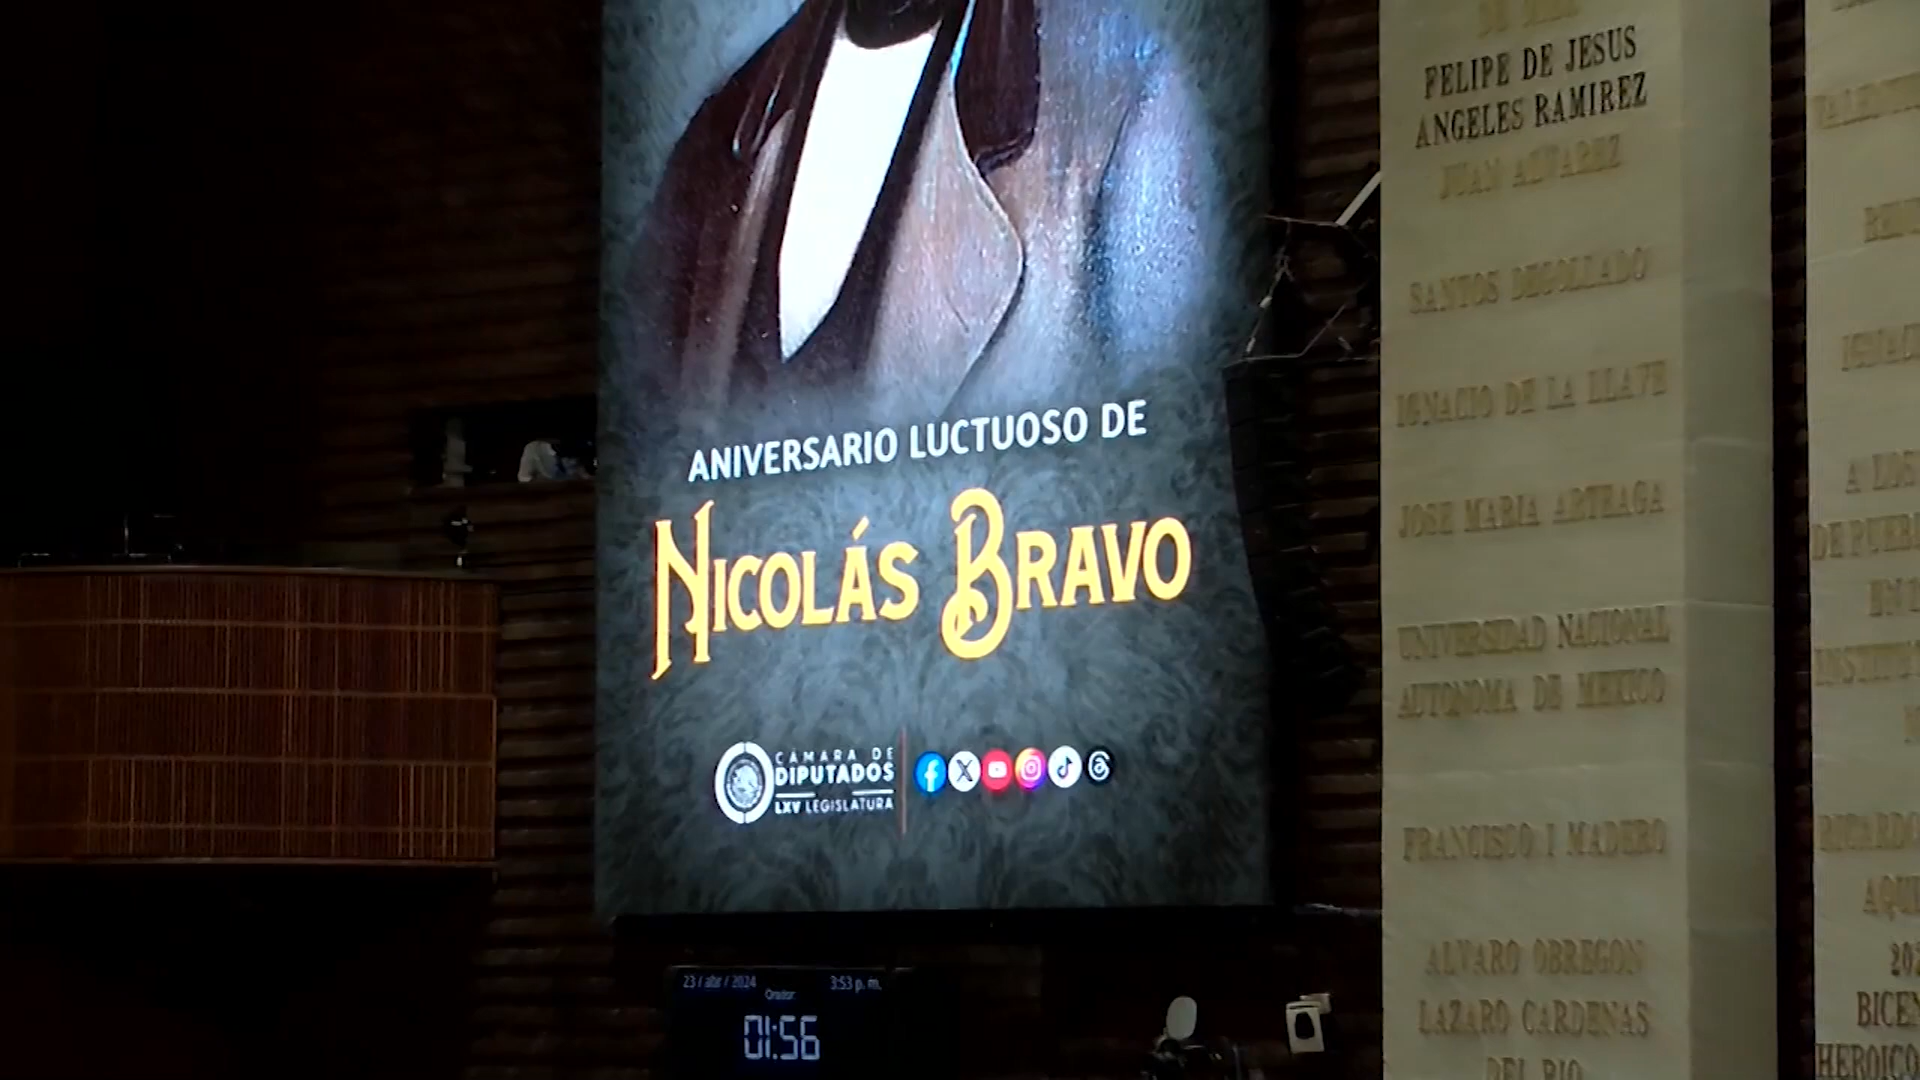 ANIVERSARIO LUCTUOSO DE
NICOLÁS BRAVO
CÁMARA DE
DIPUTADOS
LXV LEGISLATURA
23 / abr / 2024
3:53 p. m.
Orador
01:56
FELIPE DE JESUS
ANGELES RAMIREZ
JUAN ALVAREZ
SANTOS DEGOLLADO
IGNACIO DE LA LLAVE
JOSE MARIA ARTEAGA
UNIVERSIDAD NACIONAL
AUTONOMA DE MEXICO
FRANCISCO I MADERO
ALVARO OBREGON
LAZARO CARDENAS
DEL RIO
A LOS